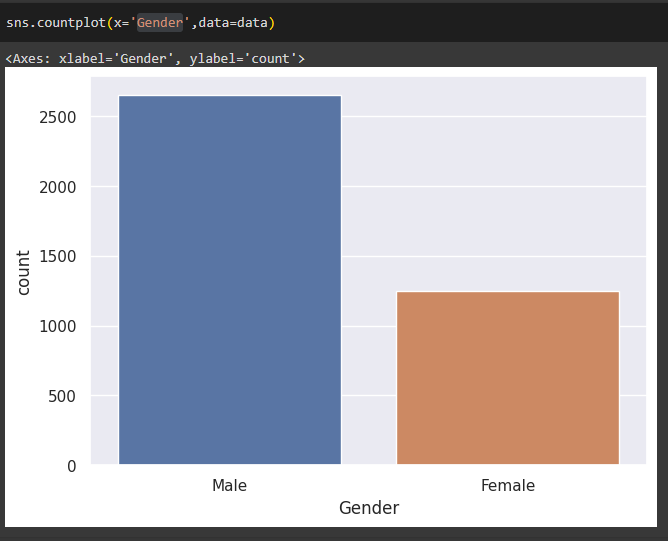 sns.countplot(x='Gender',data=data)
<Axes: xlabel='Gender', ylabel='count'>
2500
2000
1500
1000
500
0
count
Male Female
Gender